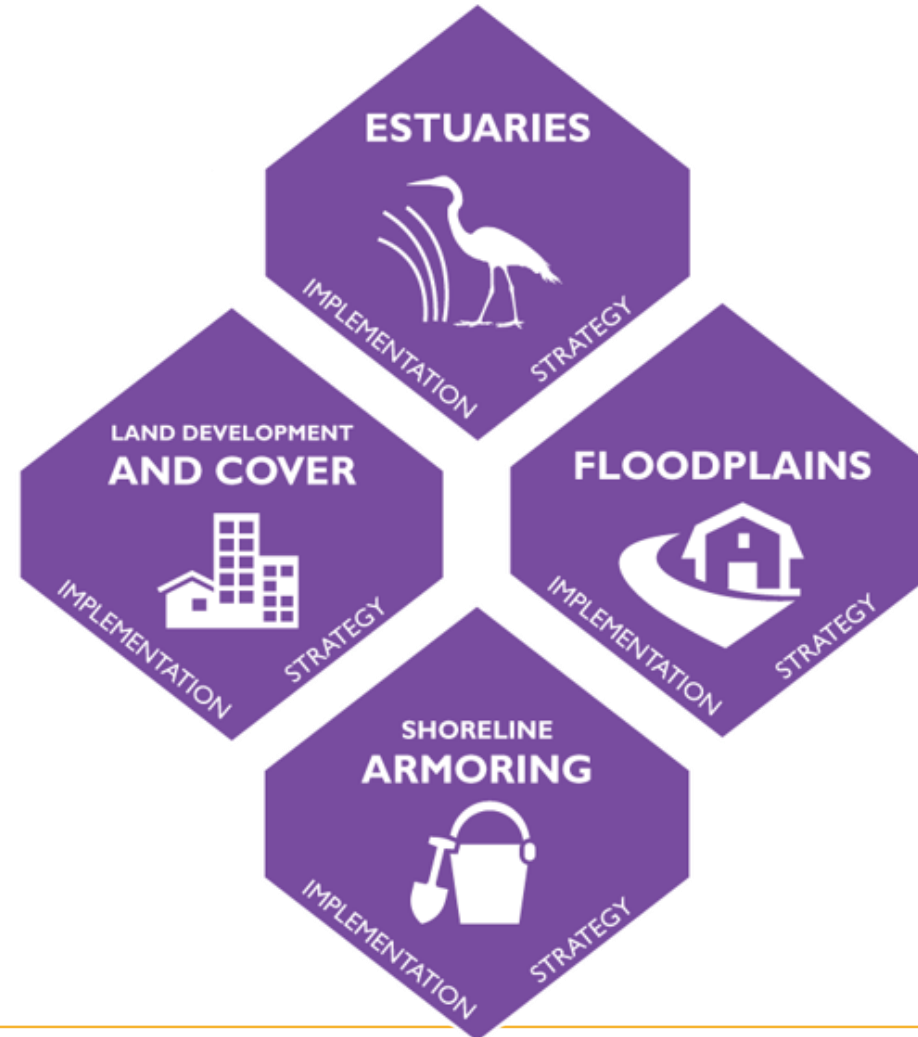 ESTUARIES
IMPLEMENTATION
STRATEGY
LAND DEVELOPMENT
AND COVER
IMPLEMENTATION
STRATEGY
FLOODPLAINS
IMPLEMENTATION
STRATEGY
SHORELINE
ARMORING
IMPLEMENTATION
STRATEGY